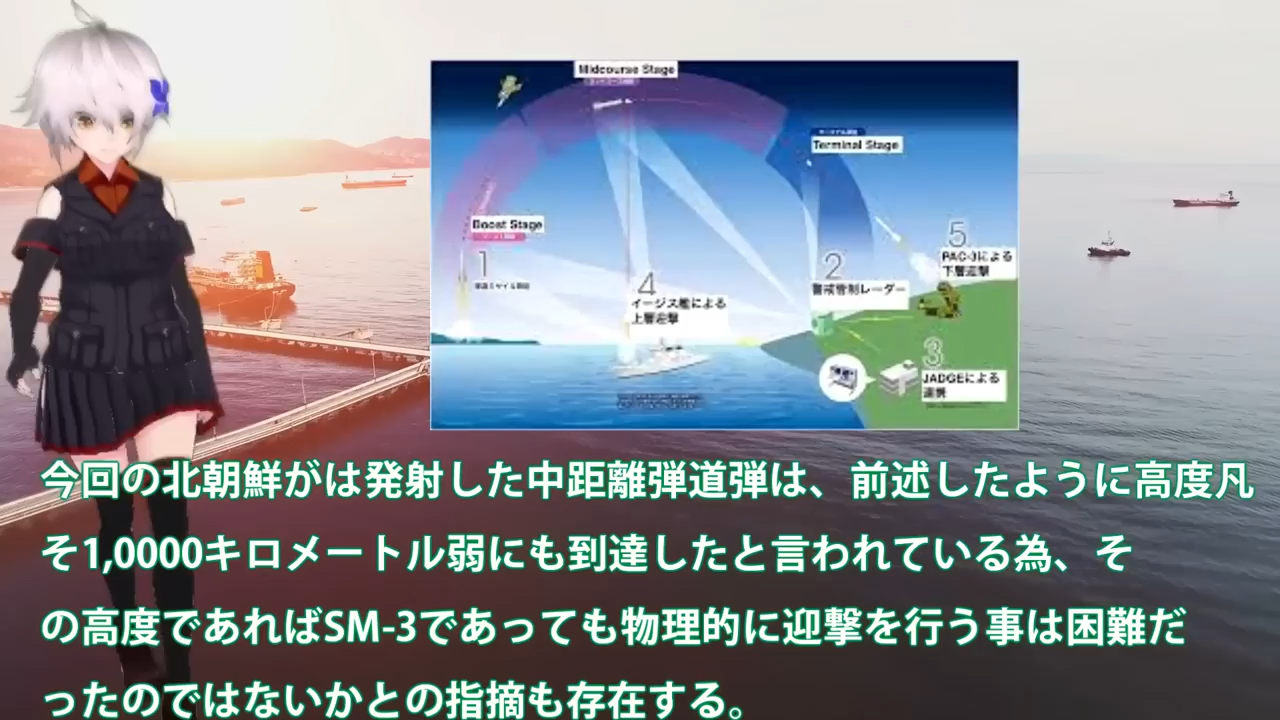 Midcourse Stage
Terminal Stage
Boost Stage
1
2
警戒管制レーダー
5
PAC-3による
下層迎撃
4
イージス艦による
上層迎撃
3
JADGEによる
連携
今回の北朝鮮がは発射した中距離弾道弾は、前述したように高度凡
そ1,0000キロメートル弱にも到達したと言われている為、そ
の高度であればSM-3であっても物理的に迎撃を行う事は困難だ
ったのではないかとの指摘も存在する。